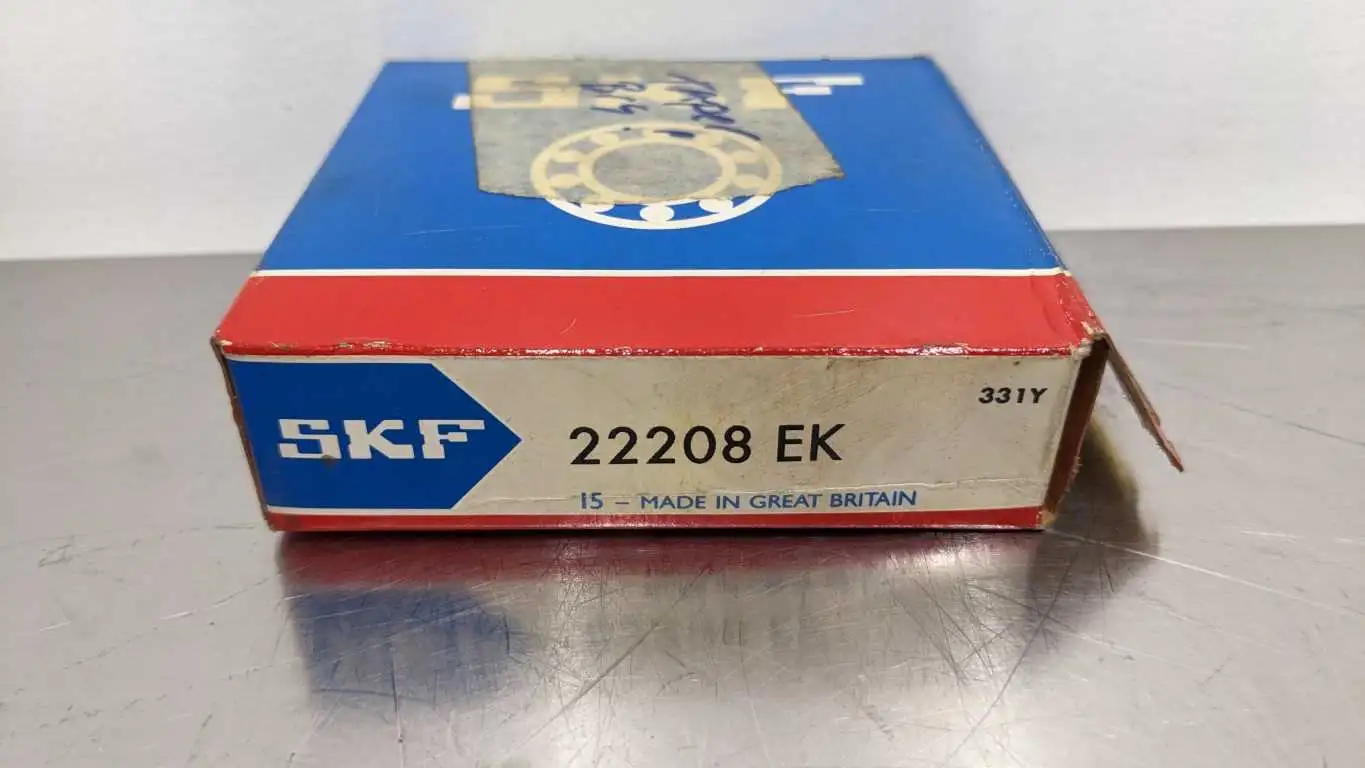 331Y
SKF
22208 EK
15 - MADE IN GREAT BRITAIN